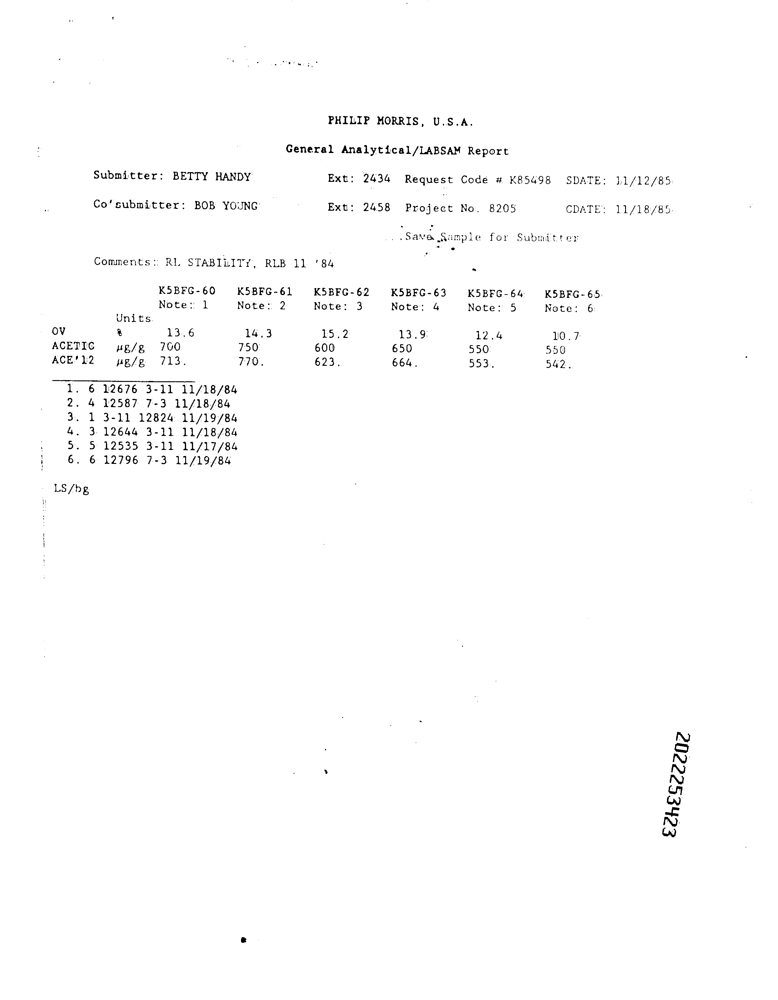 PHILIP MORRIS, U.S.A.
General Analytical/LABSAM Report
Submitter: BETTY HANDY Ext: 2434 Request Code # K85498 SDATE: 11/12/85
Co'submitter: BOB YOUNG Ext: 2458 Project No. 8205 CDATE: 11/18/85
...Save Sample for Submitter
Comments: RL STABILITY, RLB 11 '84
K5BFG-60 K5BFG-61 K5BFG-62 K5BFG-63 K5BFG-64 K5BFG-65
Note: 1 Note: 2 Note: 3 Note: 4 Note: 5 Note: 6
Units
OV % 13.6 14.3 15.2 13.9 12.4 10.7
ACETIC µg/g 700 750 600 650 550 550
ACE'12 µg/g 713. 770. 623. 664. 553. 542.
1. 6 12676 3-11 11/18/84
2. 4 12587 7-3 11/18/84
3. 1 3-11 12824 11/19/84
4. 3 12644 3-11 11/18/84
5. 5 12535 3-11 11/17/84
6. 6 12796 7-3 11/19/84
LS/bg
2022253423